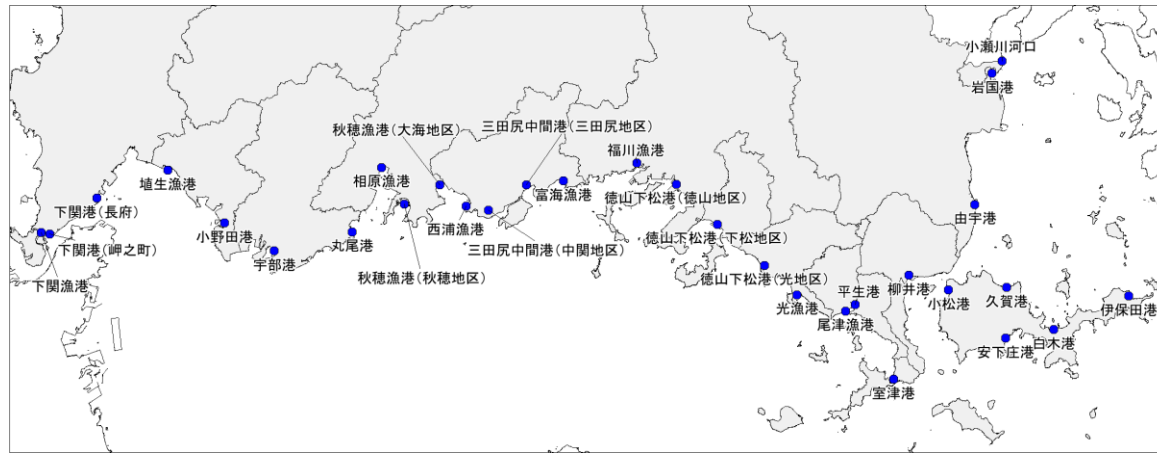 小瀬川河口
岩国港
秋穂漁港(大海地区)
三田尻中間港(三田尻地区)
福川漁港
埴生漁港
相原漁港
富海漁港
徳山下松港(徳山地区)
下関港(長府)
西浦漁港
由宇港
小野田港
下関港(岬之町)
丸尾港
三田尻中間港(中関地区)
徳山下松港(下松地区)
宇部港
秋穂漁港(秋穂地区)
徳山下松港(光地区)
下関漁港
平生港
柳井港
小松港
久賀港
伊保田港
光漁港
尾津漁港
安下庄港
白木港
室津港